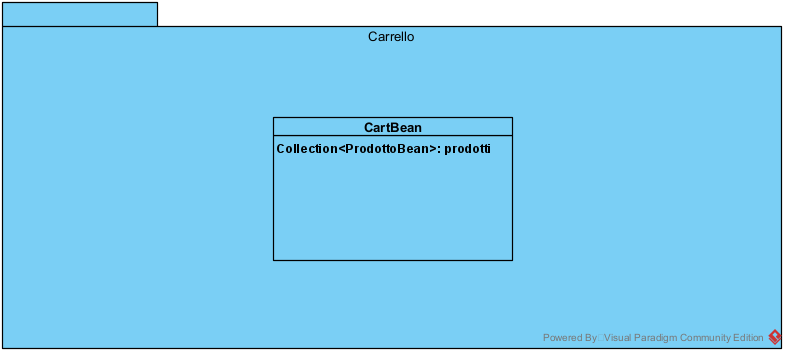 Carrello
CartBean
Collection<ProdottoBean>: prodotti
Powered By Visual Paradigm Community Edition